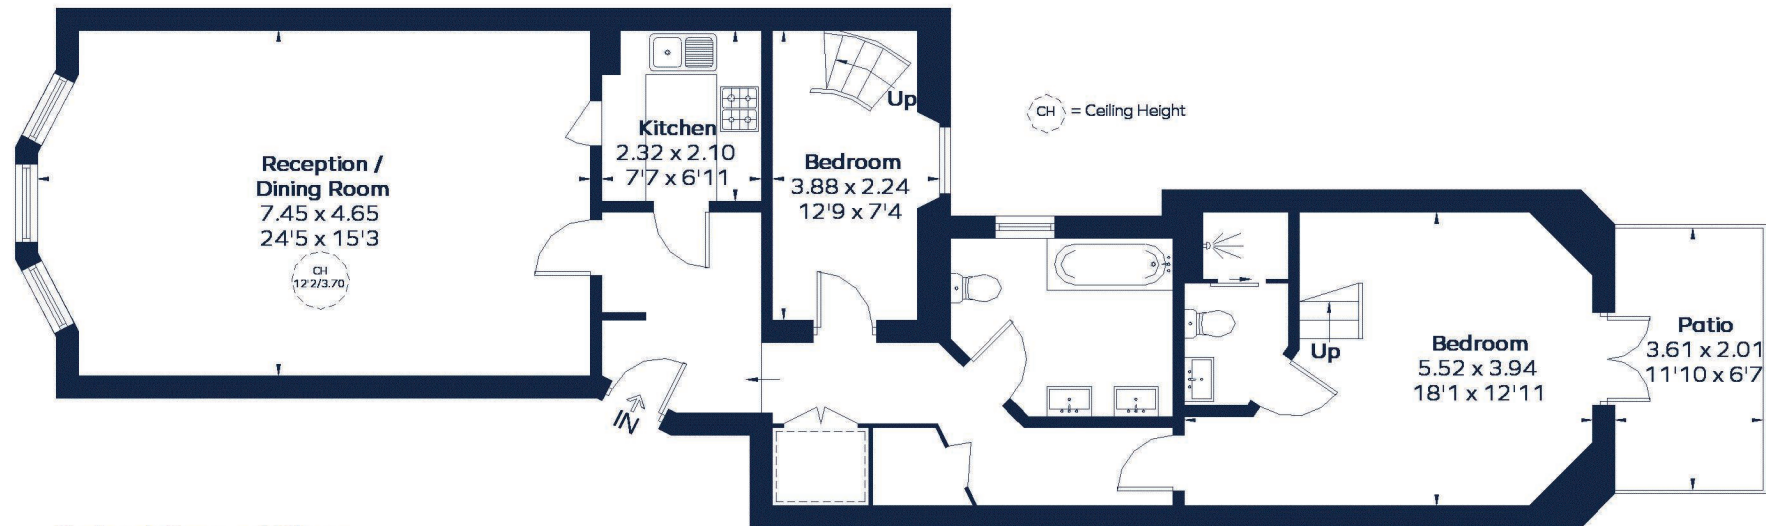 Reception /
Dining Room
7.45 x 4.65
24'5 x 15'3
CH
12'2/3.70
Kitchen
2.32 x 2.10
7'7 x 6'11
Up
Bedroom
3.88 x 2.24
12'9 x 7'4
CH = Ceiling Height
IN
Up
Bedroom
5.52 x 3.94
18'1 x 12'11
Patio
3.61 x 2.01
11'10 x 6'7